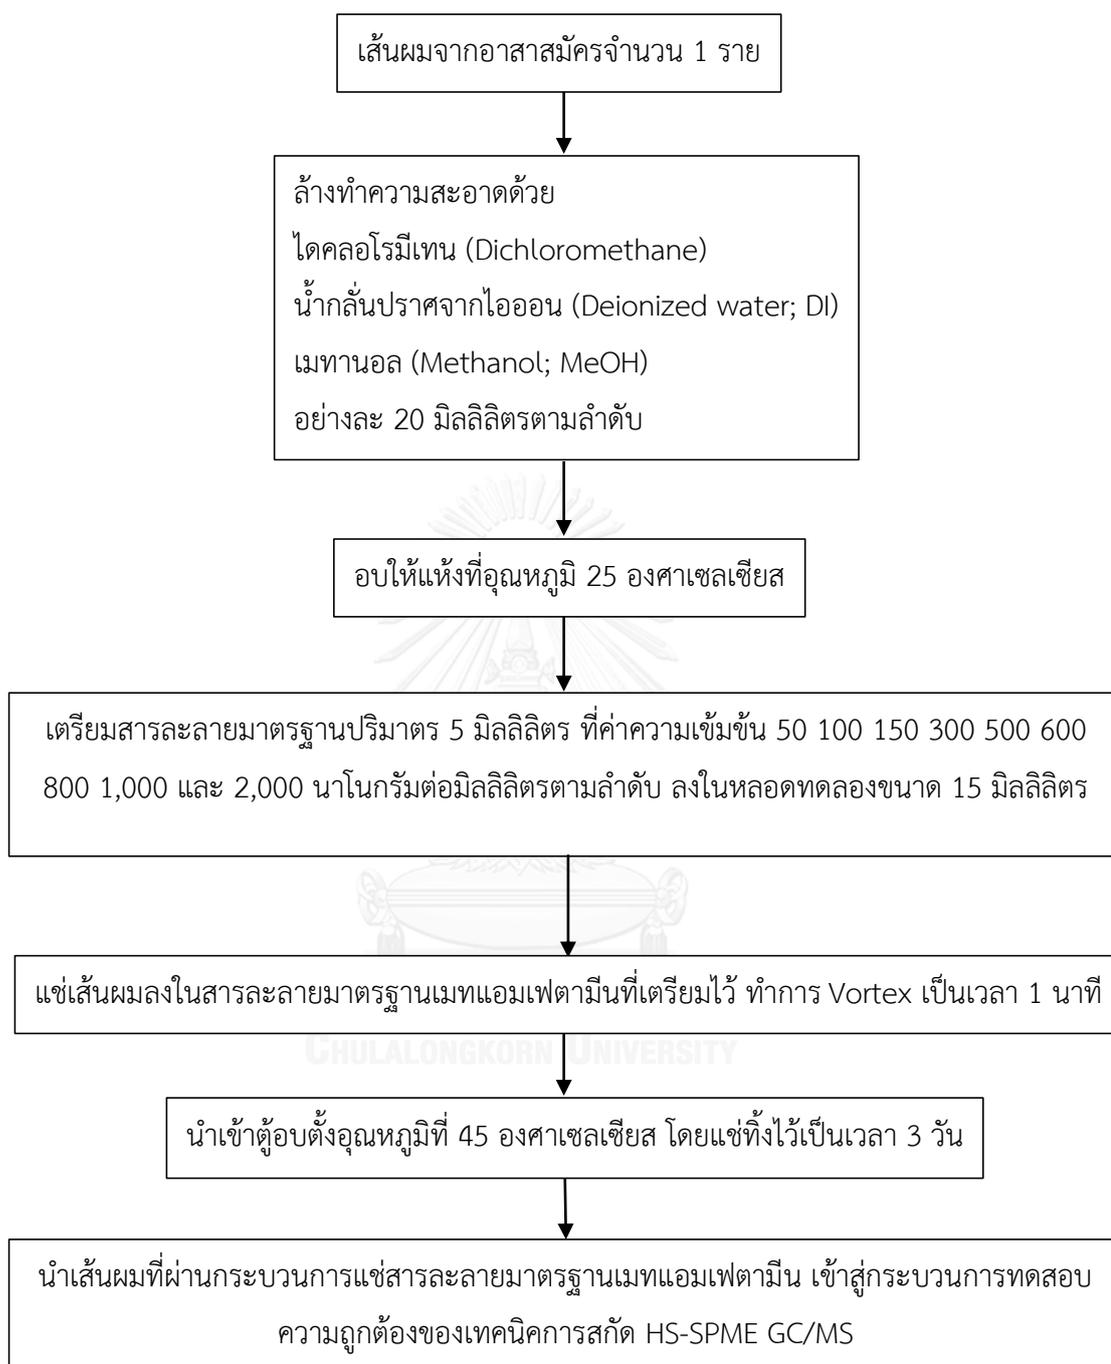 เส้นผมจากอาสาสมัครจำนวน 1 ราย
ล้างทำความสะอาดด้วย
ไดคลอโรมีเทน (Dichloromethane)
น้ำกลั่นปราศจากไอออน (Deionized water; DI)
เมทานอล (Methanol; MeOH)
อย่างละ 20 มิลลิลิตรตามลำดับ
อบให้แห้งที่อุณหภูมิ 25 องศาเซลเซียส
เตรียมสารละลายมาตรฐานปริมาตร 5 มิลลิลิตร ที่ค่าความเข้มข้น 50 100 150 300 500 600
800 1,000 และ 2,000 นาโนกรัมต่อมิลลิลิตรตามลำดับ ลงในหลอดทดลองขนาด 15 มิลลิลิตร
แช่เส้นผมลงในสารละลายมาตรฐานเมทแอมเฟตามีนที่เตรียมไว้ ทำการ Vortex เป็นเวลา 1 นาที
CHULALONGKORN UNIVERSITY
นำเข้าตู้อบตั้งอุณหภูมิที่ 45 องศาเซลเซียส โดยแช่ทิ้งไว้เป็นเวลา 3 วัน
นำเส้นผมที่ผ่านกระบวนการแช่สารละลายมาตรฐานเมทแอมเฟตามีน เข้าสู่กระบวนการทดสอบ
ความถูกต้องของเทคนิคการสกัด HS-SPME GC/MS